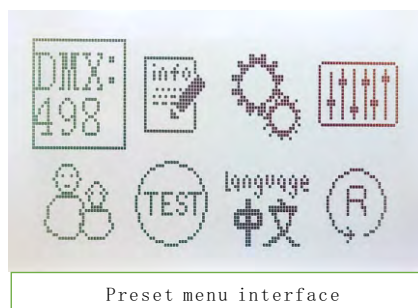 DMX:
498
info
TEST
language
中文
R
Preset menu interface